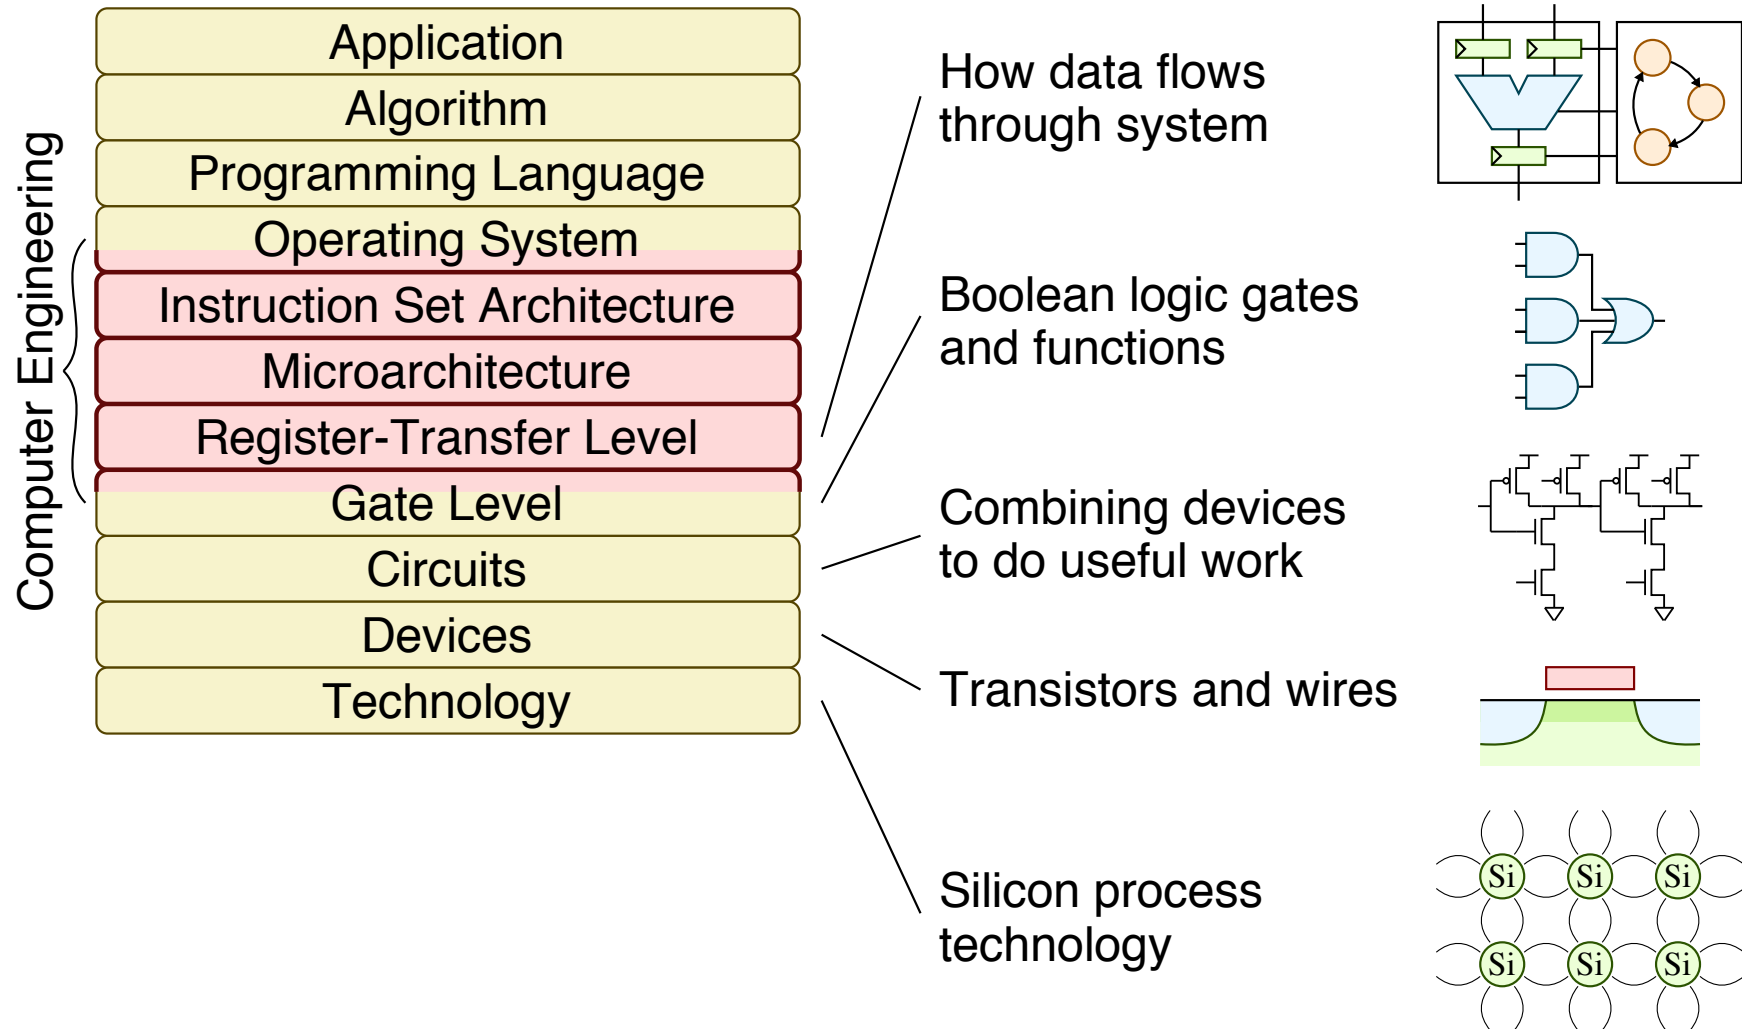 Computer Engineering
Application
Algorithm
Programming Language
Operating System
Instruction Set Architecture
Microarchitecture
Register-Transfer Level
Gate Level
Circuits
Devices
Technology
How data flows
through system
Boolean logic gates
and functions
Combining devices
to do useful work
Transistors and wires
Silicon process
technology
Si Si Si
Si Si Si